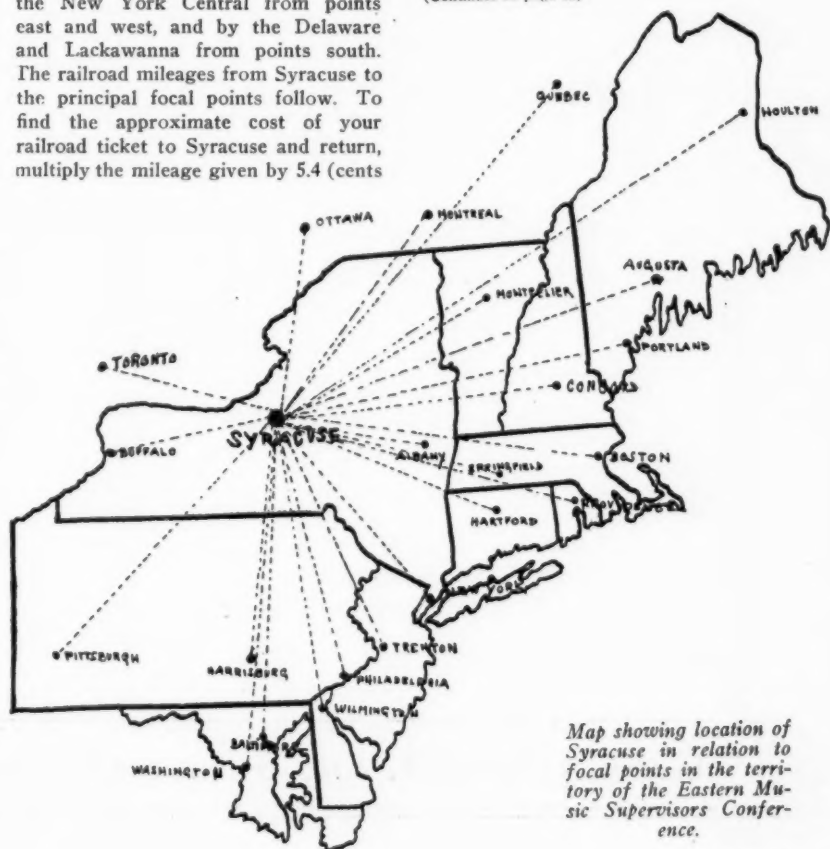 the New York Central from points
east and west, and by the Delaware
and Lackawanna from points south.
The railroad mileages from Syracuse to
the principal focal points follow. To
find the approximate cost of your
railroad ticket to Syracuse and return,
multiply the mileage given by 5.4 (cents
QUEBEC
HOULTON
OTTAWA
MONTREAL
AUGUSTA
MONTPELIER
PORTLAND
TORONTO
CONCORD
SYRACUSE
BUFFALO
ALBANY
BOSTON
SPRINGFIELD
PROVIDENCE
HARTFORD
NEW YORK
PITTSBURGH
HARRISBURG
TRENTON
PHILADELPHIA
WILMINGTON
BALTIMORE
WASHINGTON
Map showing location of
Syracuse in relation to
focal points in the terri-
tory of the Eastern Mu-
sic Supervisors Confer-
ence.